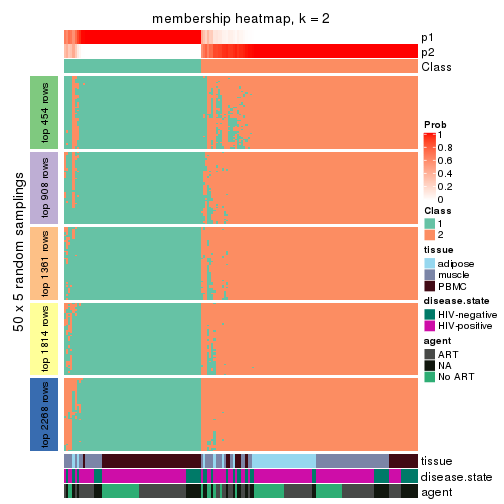 membership heatmap, k = 2
p1
p2
Class
50 x 5 random samplings
top 454 rows
top 908 rows
top 1361 rows
top 1814 rows
top 2268 rows
tissue
disease.state
agent
Prob
1
0.8
0.6
0.4
0.2
0
Class
1
2
tissue
adipose
muscle
PBMC
disease.state
HIV-negative
HIV-positive
agent
ART
NA
No ART